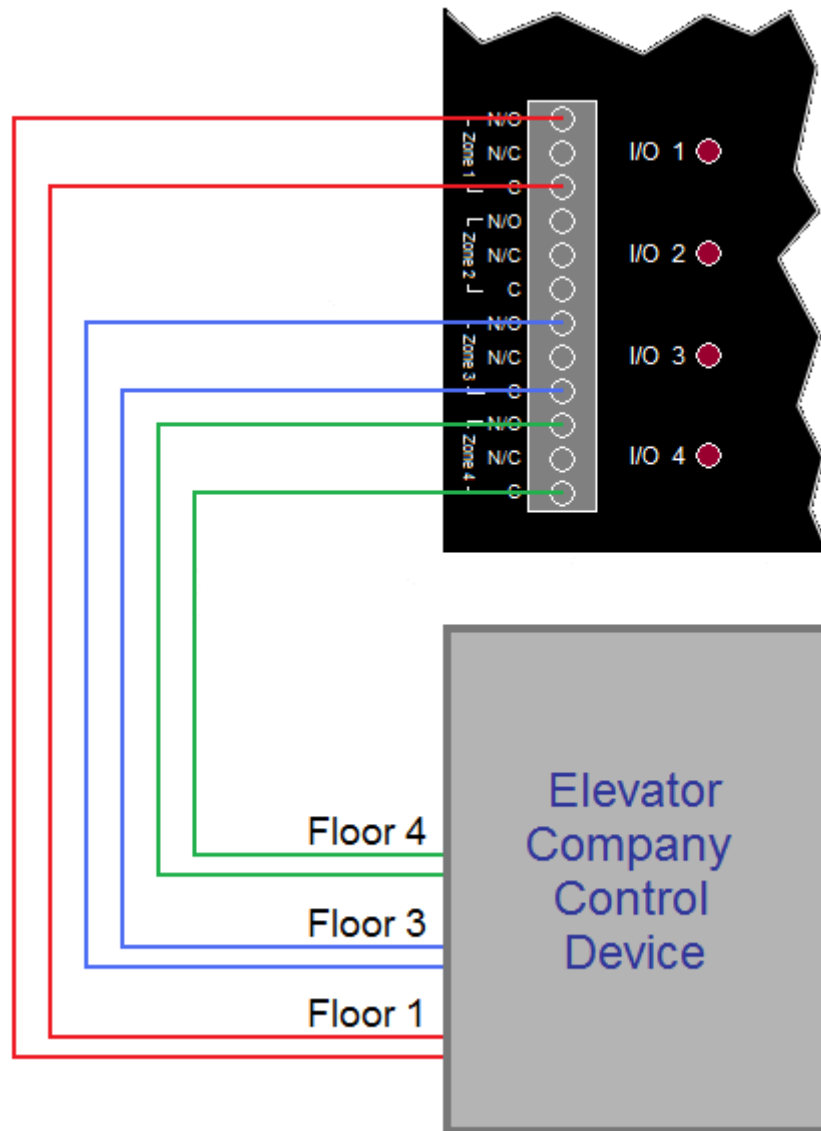 N/O
Zone 1
N/C
I/O 1
C
N/O
Zone 2
N/C
I/O 2
C
N/O
Zone 3
N/C
I/O 3
C
N/O
Zone 4
N/C
I/O 4
C
Floor 4
Floor 3
Floor 1
Elevator
Company
Control
Device